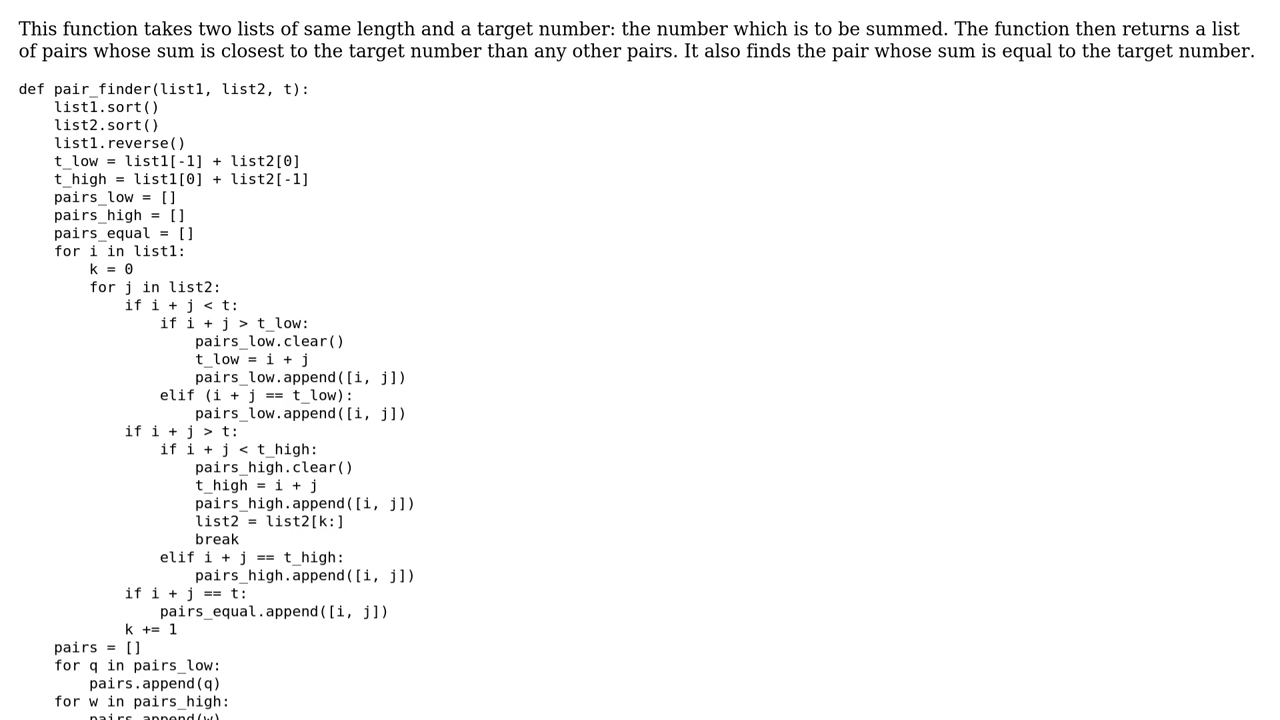 This function takes two lists of same length and a target number: the number which is to be summed. The function then returns a list
of pairs whose sum is closest to the target number than any other pairs. It also finds the pair whose sum is equal to the target number.
def pair_finder(list1, list2, t):
    list1.sort()
    list2.sort()
    list1.reverse()
    t_low = list1[-1] + list2[0]
    t_high = list1[0] + list2[-1]
    pairs_low = []
    pairs_high = []
    pairs_equal = []
    for i in list1:
        k = 0
        for j in list2:
            if i + j < t:
                if i + j > t_low:
                    pairs_low.clear()
                    t_low = i + j
                    pairs_low.append([i, j])
                elif (i + j == t_low):
                    pairs_low.append([i, j])
            if i + j > t:
                if i + j < t_high:
                    pairs_high.clear()
                    t_high = i + j
                    pairs_high.append([i, j])
                    list2 = list2[k:]
                    break
                elif i + j == t_high:
                    pairs_high.append([i, j])
            if i + j == t:
                pairs_equal.append([i, j])
            k += 1
    pairs = []
    for q in pairs_low:
        pairs.append(q)
    for w in pairs_high:
        pairs.append(w)